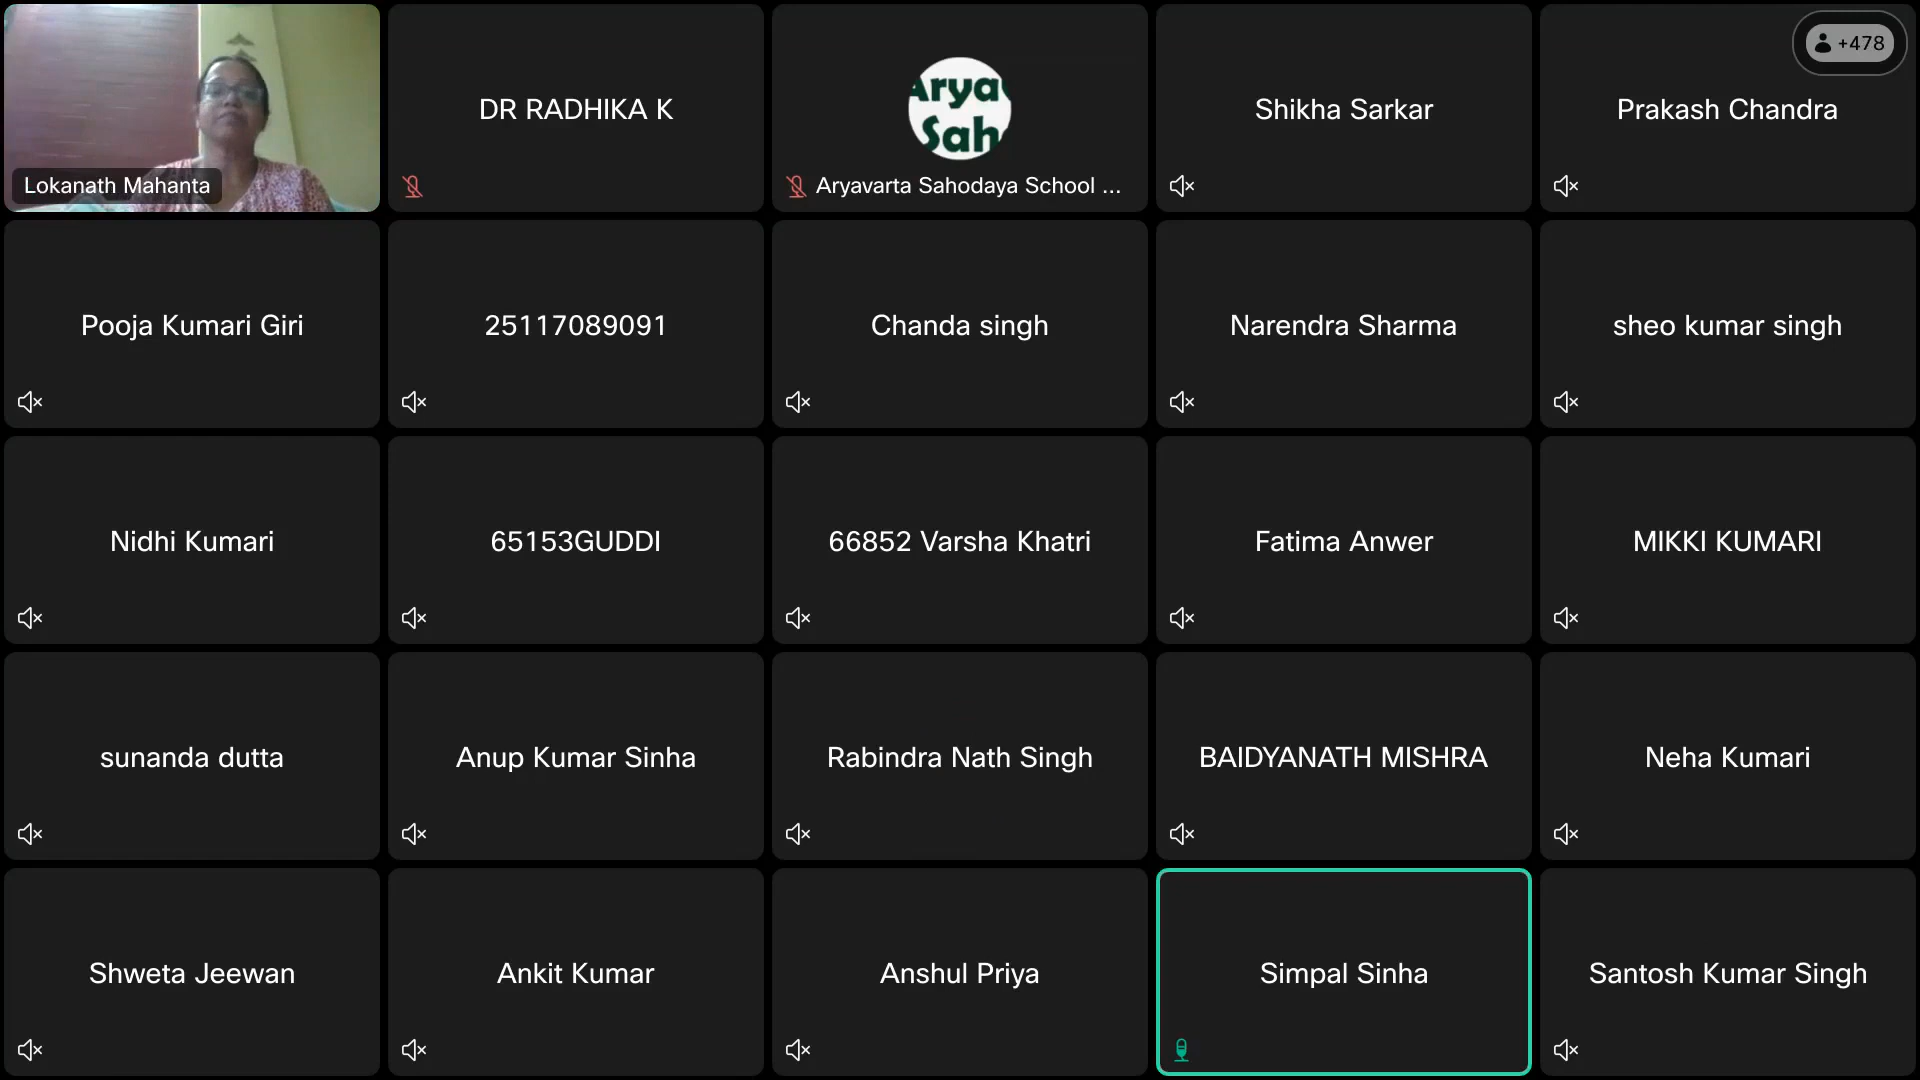 Lokanath Mahanta
DR RADHIKA K
Arya
Sah
Aryavarta Sahodaya School ...
Shikha Sarkar
Prakash Chandra
+478
Pooja Kumari Giri
25117089091
Chanda singh
Narendra Sharma
sheo kumar singh
Nidhi Kumari
65153GUDDI
66852 Varsha Khatri
Fatima Anwer
MIKKI KUMARI
sunanda dutta
Anup Kumar Sinha
Rabindra Nath Singh
BAIDYANATH MISHRA
Neha Kumari
Shweta Jeewan
Ankit Kumar
Anshul Priya
Simpal Sinha
Santosh Kumar Singh